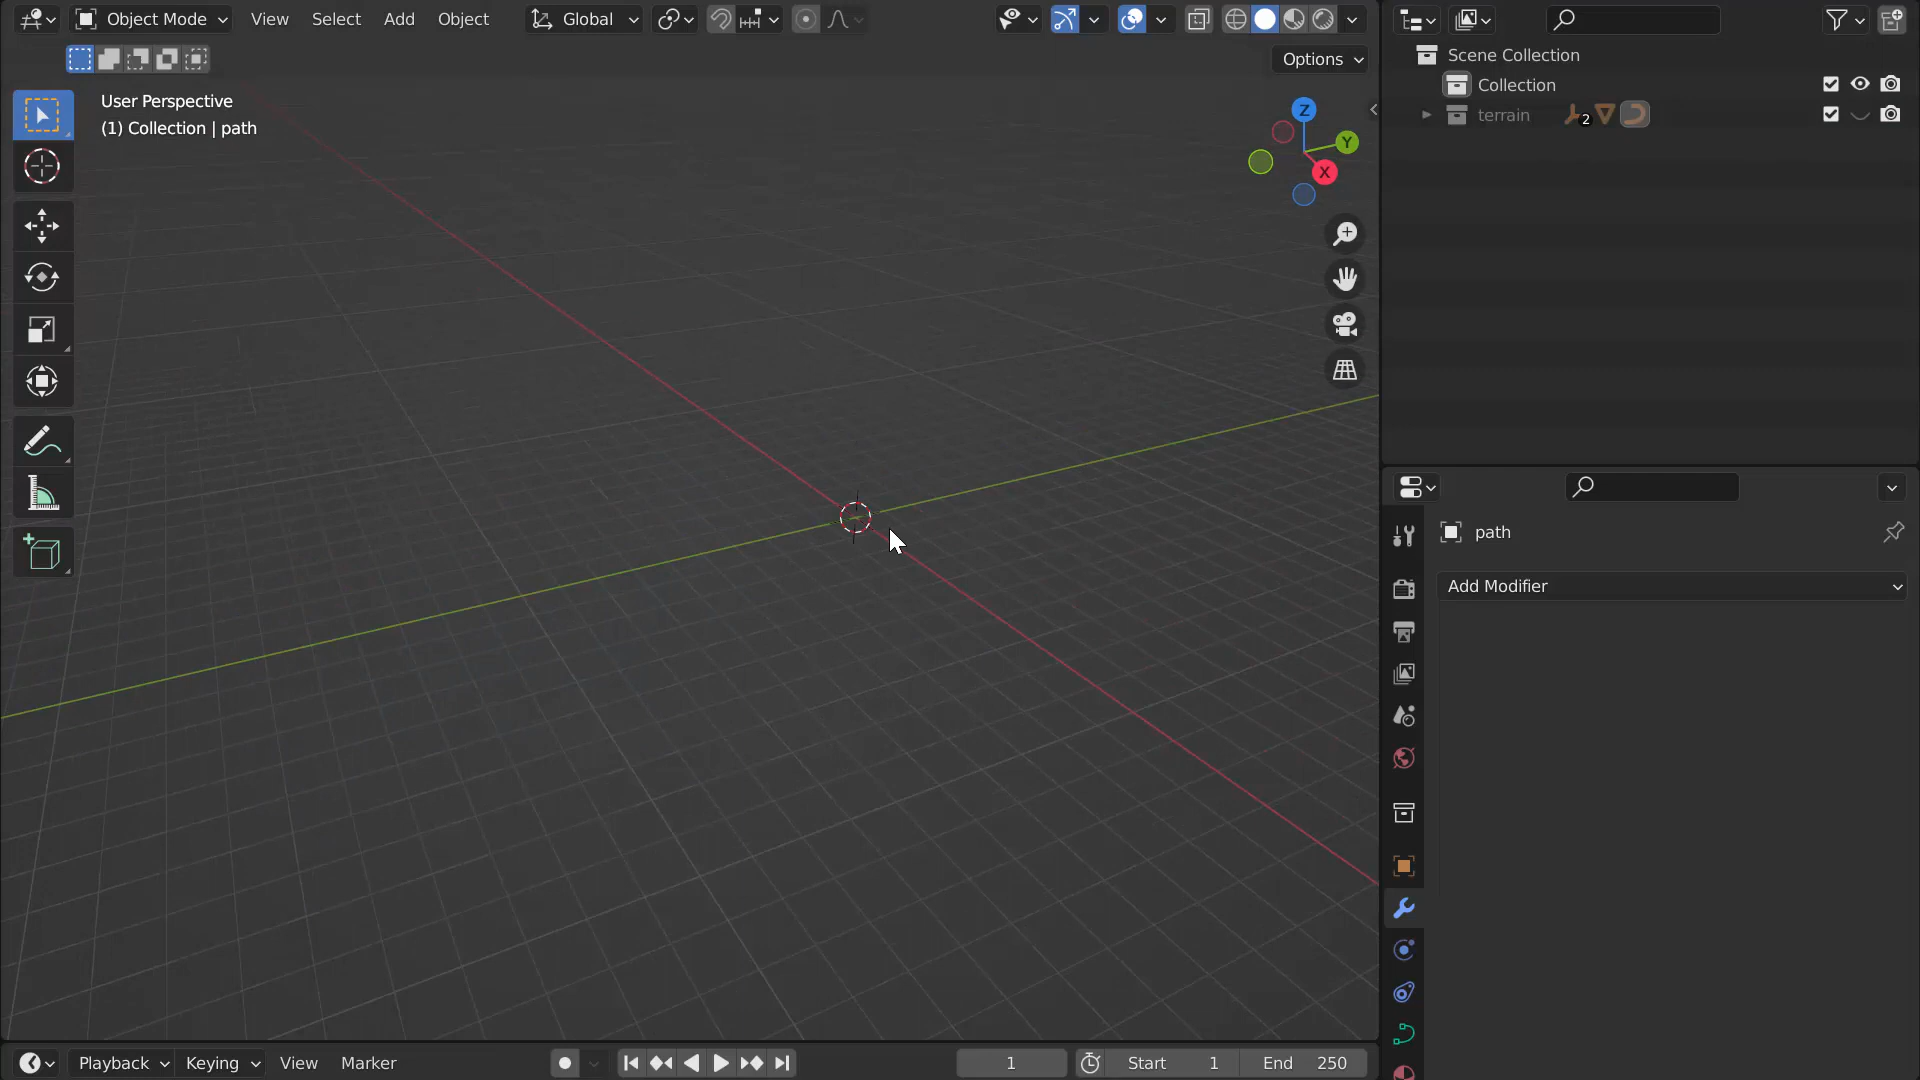 Object Mode View Select Add Object Global
Options
User Perspective
(1) Collection | path
Z
Y
X
Scene Collection
Collection
terrain 2
path
Add Modifier
Playback Keying View Marker 1 Start 1 End 250